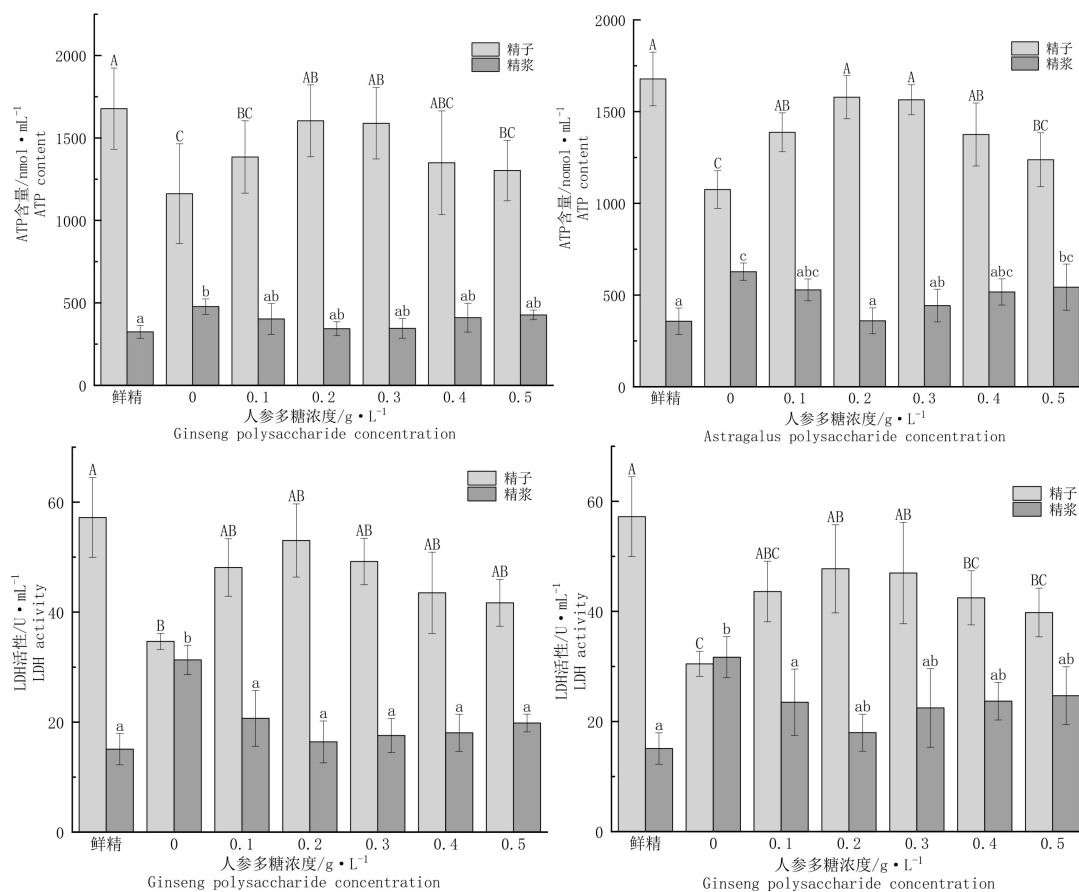 2000
1500
1000
500
0
ATP含量/nmol•mL⁻¹
ATP content
精子
精浆
A
C
BC
AB
AB
ABC
BC
a
b
ab
ab
ab
ab
ab
鲜精
0
0.1
0.2
0.3
0.4
0.5
人参多糖浓度/g•L⁻¹
Ginseng polysaccharide concentration
2000
1500
1000
500
0
ATP含量/nomol•mL⁻¹
ATP content
精子
精浆
A
C
AB
A
A
AB
BC
a
c
abc
a
ab
abc
bc
鲜精
0
0.1
0.2
0.3
0.4
0.5
人参多糖浓度/g•L⁻¹
Astragalus polysaccharide concentration
60
40
20
0
LDH活性/U•mL⁻¹
LDH activity
精子
精浆
A
B
AB
AB
AB
AB
AB
a
b
a
a
a
a
a
鲜精
0
0.1
0.2
0.3
0.4
0.5
人参多糖浓度/g•L⁻¹
Ginseng polysaccharide concentration
60
40
20
0
LDH活性/U•mL⁻¹
LDH activity
精子
精浆
A
C
ABC
AB
AB
BC
BC
a
b
a
ab
ab
ab
ab
鲜精
0
0.1
0.2
0.3
0.4
0.5
人参多糖浓度/g•L⁻¹
Ginseng polysaccharide concentration